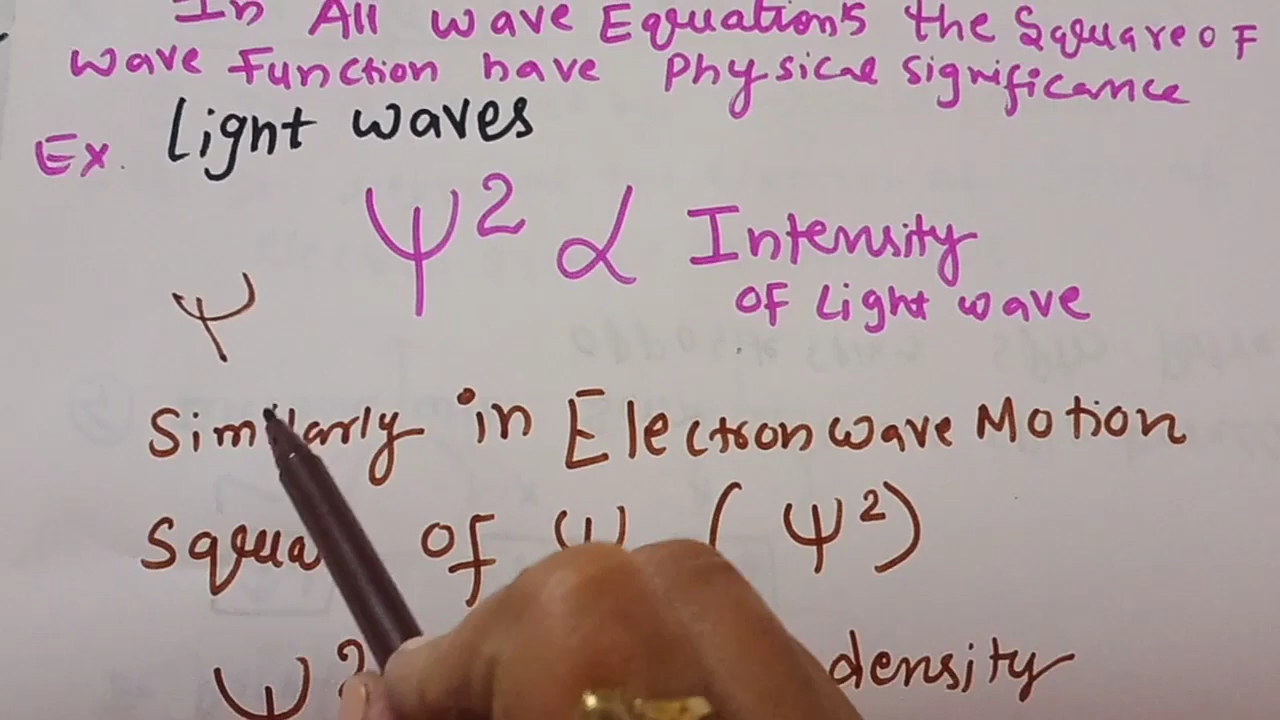 In All wave Equations the Square of
wave Function have physical significance
Ex. Light waves
Ψ² α Intensity
of Light wave
Ψ
Similarly in Electron wave Motion
of Ψ ( Ψ²)
Ψ² density